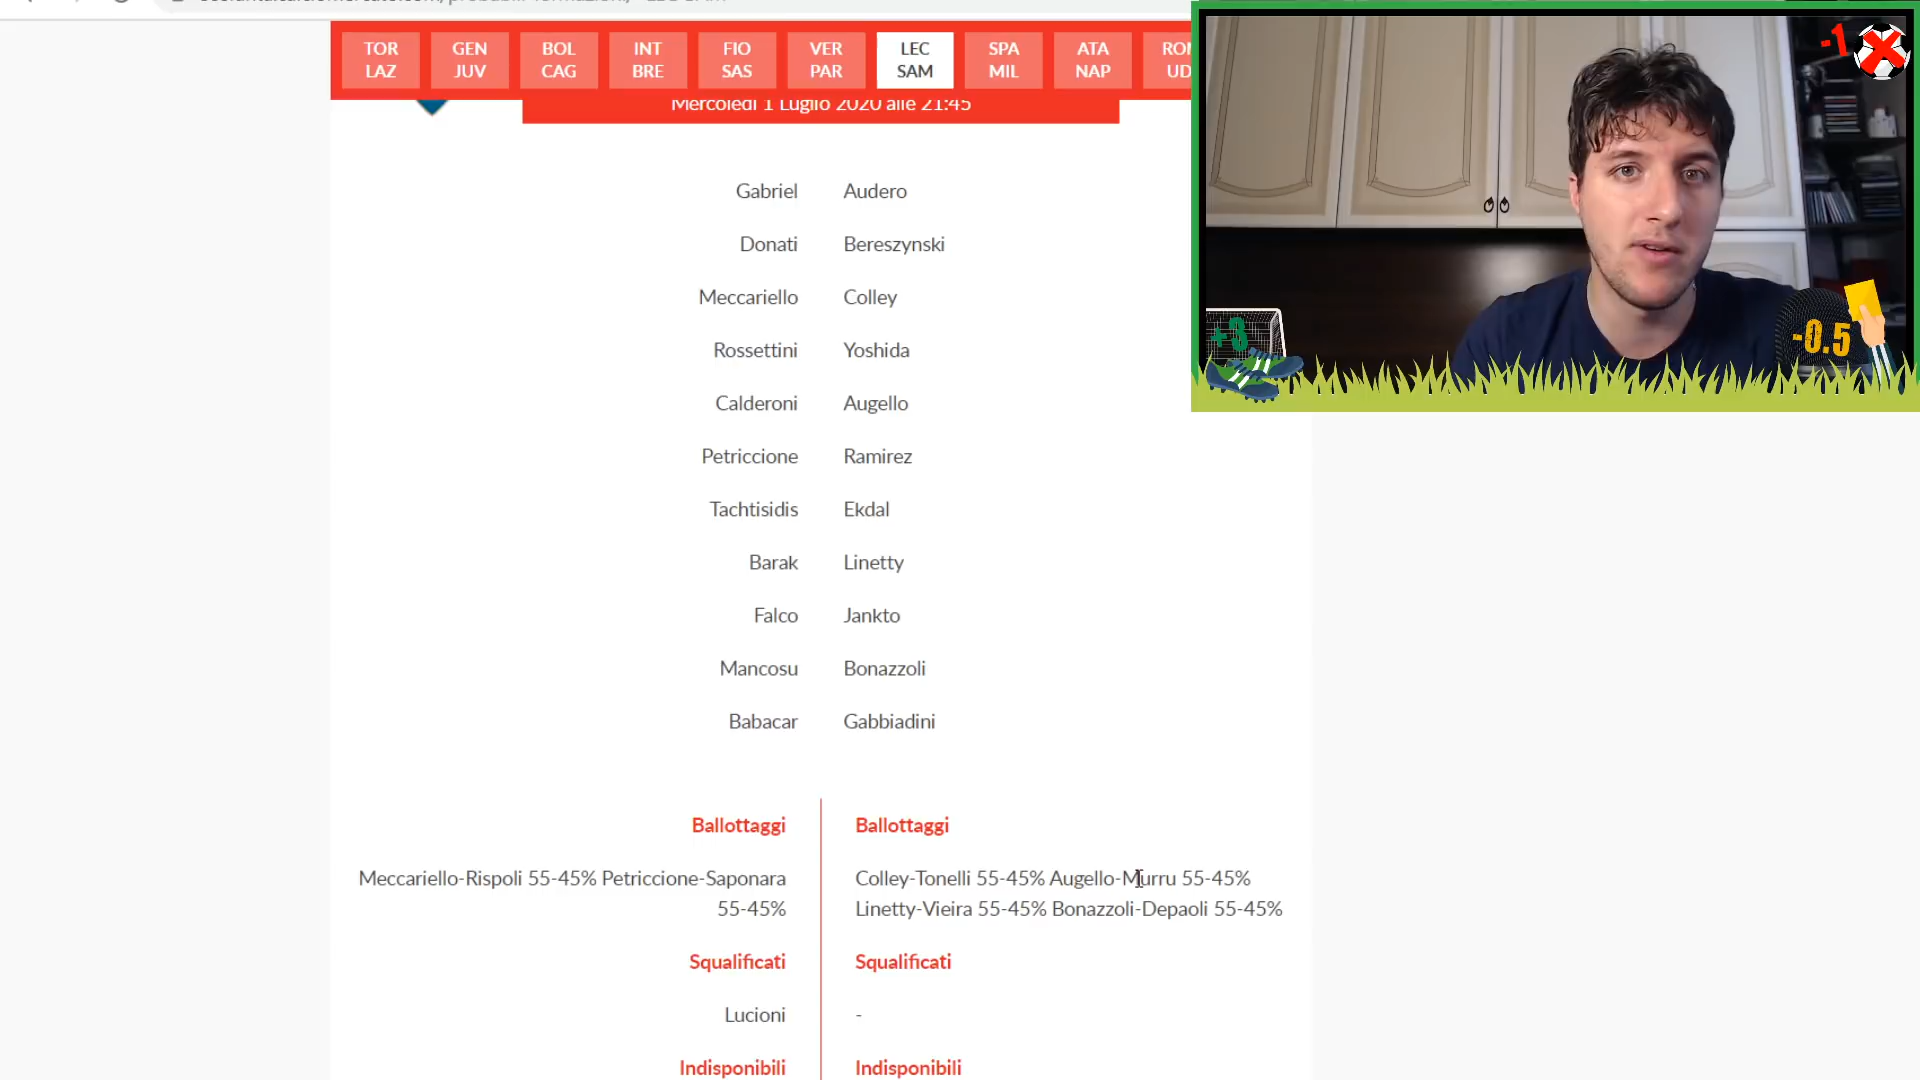 TOR GEN BOL INT FIO VER LEC SPA ATA
LAZ JUV CAG BRE SAS PAR SAM MIL NAP UD
Mercoledì 1 Luglio 2020 alle 21:45
Gabriel Audero
Donati Bereszynski
Meccariello Colley
Rossettini Yoshida
Calderoni Augello
Petriccione Ramirez
Tachtisidis Ekdal
Barak Linetty
Falco Jankto
Mancosu Bonazzoli
Babacar Gabbiadini
Ballottaggi
Meccariello-Rispoli 55-45% Petriccione-Saponara
55-45%
Squalificati
Lucioni
Indisponibili
Ballottaggi
Colley-Tonelli 55-45% Augello-Murru 55-45%
Linetty-Vieira 55-45% Bonazzoli-Depaoli 55-45%
Squalificati
-
Indisponibili
-1
+3
-0.5